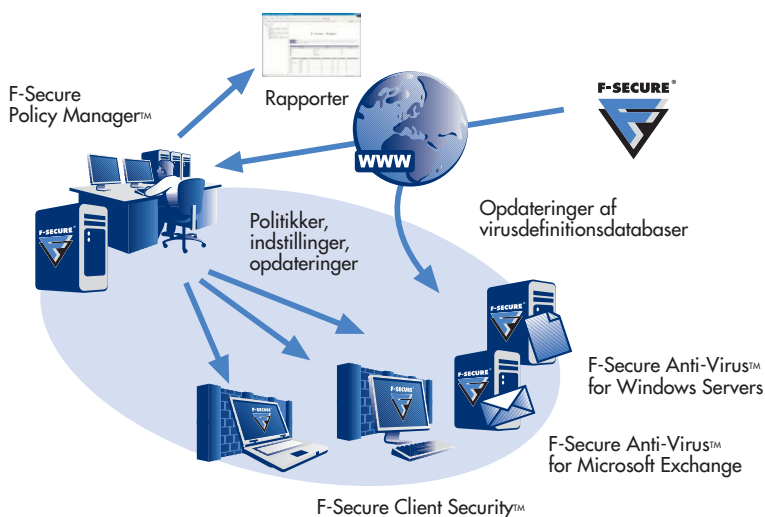 F-Secure
Policy Manager™
Rapporter
F-SECURE®
WWW
Politikker,
indstillinger,
opdateringer
Opdateringer af
virusdefinitionsdatabaser
F-SECURE
F-SECURE
F-SECURE
F-SECURE
F-SECURE
F-Secure Anti-Virus™
for Windows Servers
F-Secure Anti-Virus™
for Microsoft Exchange
F-Secure Client Security™